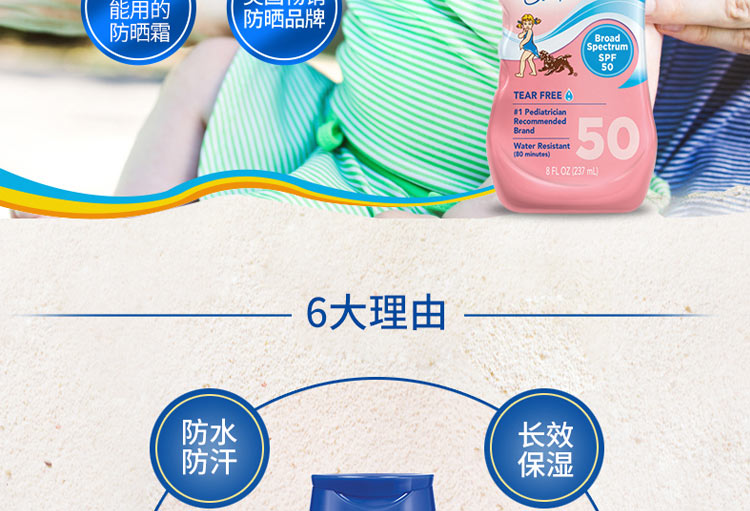 能用的
防晒霜
防晒品牌
Broad
Spectrum
SPF
50
TEAR FREE
#1 Pediatrician
Recommended
Brand
Water Resistant
(80 minutes)
50
8 FL OZ (237 mL)
6大理由
防水
防汗
长效
保湿